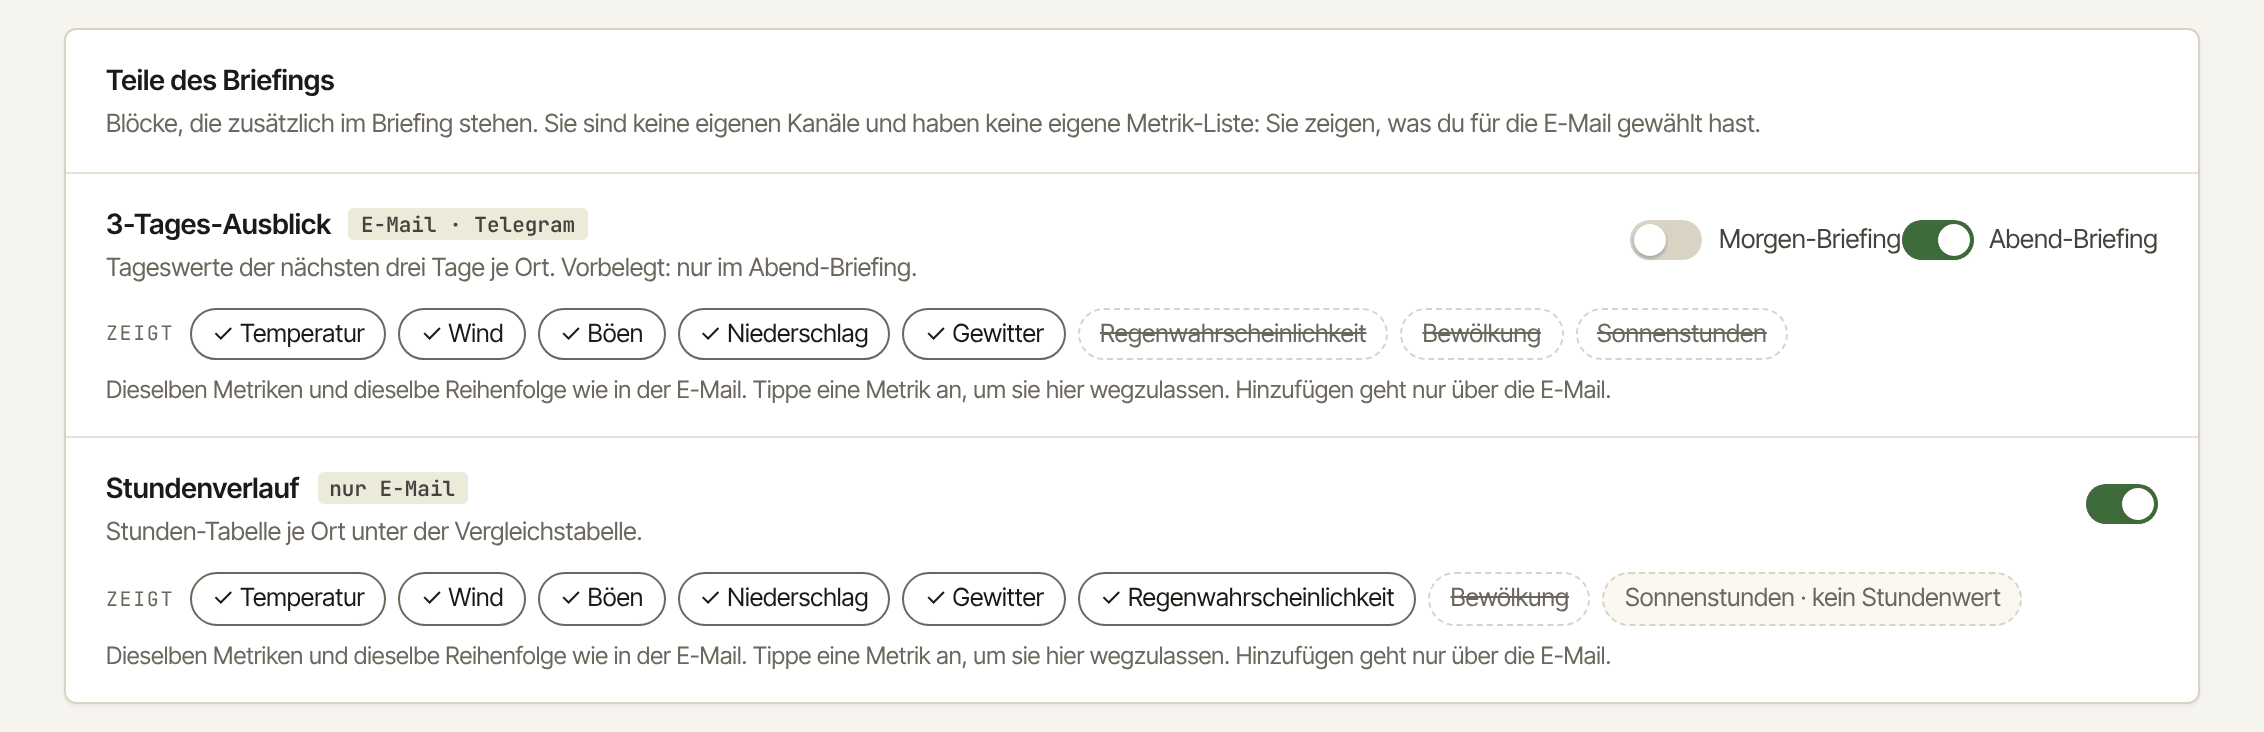 Teile des Briefings
Blöcke, die zusätzlich im Briefing stehen. Sie sind keine eigenen Kanäle und haben keine eigene Metrik-Liste: Sie zeigen, was du für die E-Mail gewählt hast.
3-Tages-Ausblick E-Mail · Telegram
Morgen-Briefing Abend-Briefing
Tageswerte der nächsten drei Tage je Ort. Vorbelegt: nur im Abend-Briefing.
ZEIGT ✓ Temperatur ✓ Wind ✓ Böen ✓ Niederschlag ✓ Gewitter Regenwahrscheinlichkeit Bewölkung Sonnenstunden
Dieselben Metriken und dieselbe Reihenfolge wie in der E-Mail. Tippe eine Metrik an, um sie hier wegzulassen. Hinzufügen geht nur über die E-Mail.
Stundenverlauf nur E-Mail
Stunden-Tabelle je Ort unter der Vergleichstabelle.
ZEIGT ✓ Temperatur ✓ Wind ✓ Böen ✓ Niederschlag ✓ Gewitter ✓ Regenwahrscheinlichkeit Bewölkung Sonnenstunden · kein Stundenwert
Dieselben Metriken und dieselbe Reihenfolge wie in der E-Mail. Tippe eine Metrik an, um sie hier wegzulassen. Hinzufügen geht nur über die E-Mail.